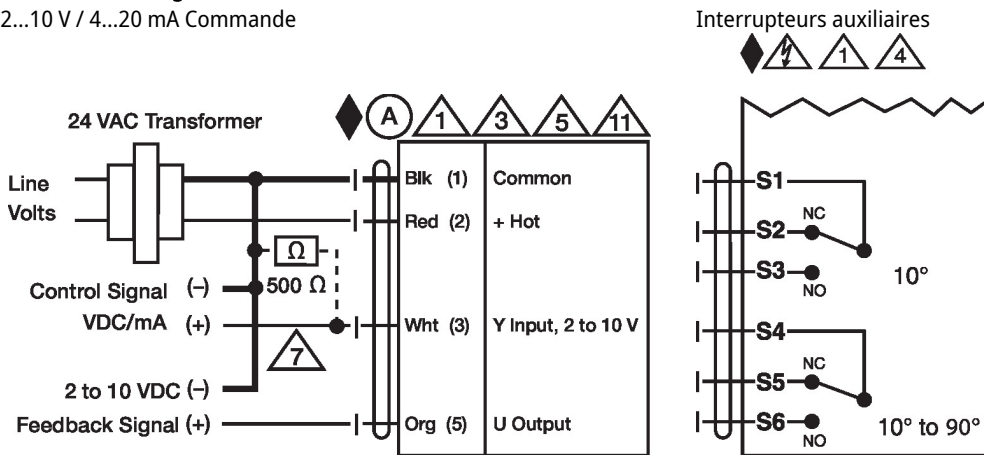 2...10 V / 4...20 mA Commande
24 VAC Transformer
A 1 3 5 11
Line
Volts
Blk (1) Common
Red (2) + Hot
Ω
500 Ω
Control Signal (-)
VDC/mA (+)
7
Wht (3) Y Input, 2 to 10 V
2 to 10 VDC (-)
Feedback Signal (+)
Org (5) U Output
Interrupteurs auxiliaires
1 4
S1
NC
S2
S3
NO
10°
S4
NC
S5
S6
NO
10° to 90°